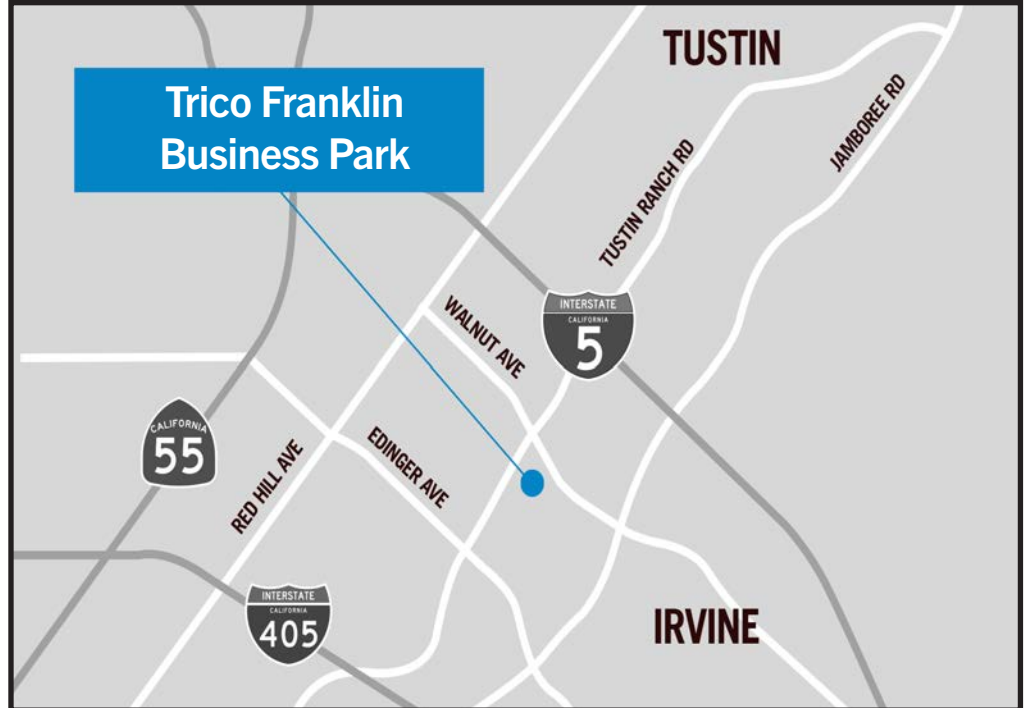 TUSTIN
Trico Franklin
Business Park
JAMBOREE RD
TUSTIN RANCH RD
WALNUT AVE
INTERSTATE
CALIFORNIA
5
CALIFORNIA
55
RED HILL AVE
EDINGER AVE
INTERSTATE
CALIFORNIA
405
IRVINE